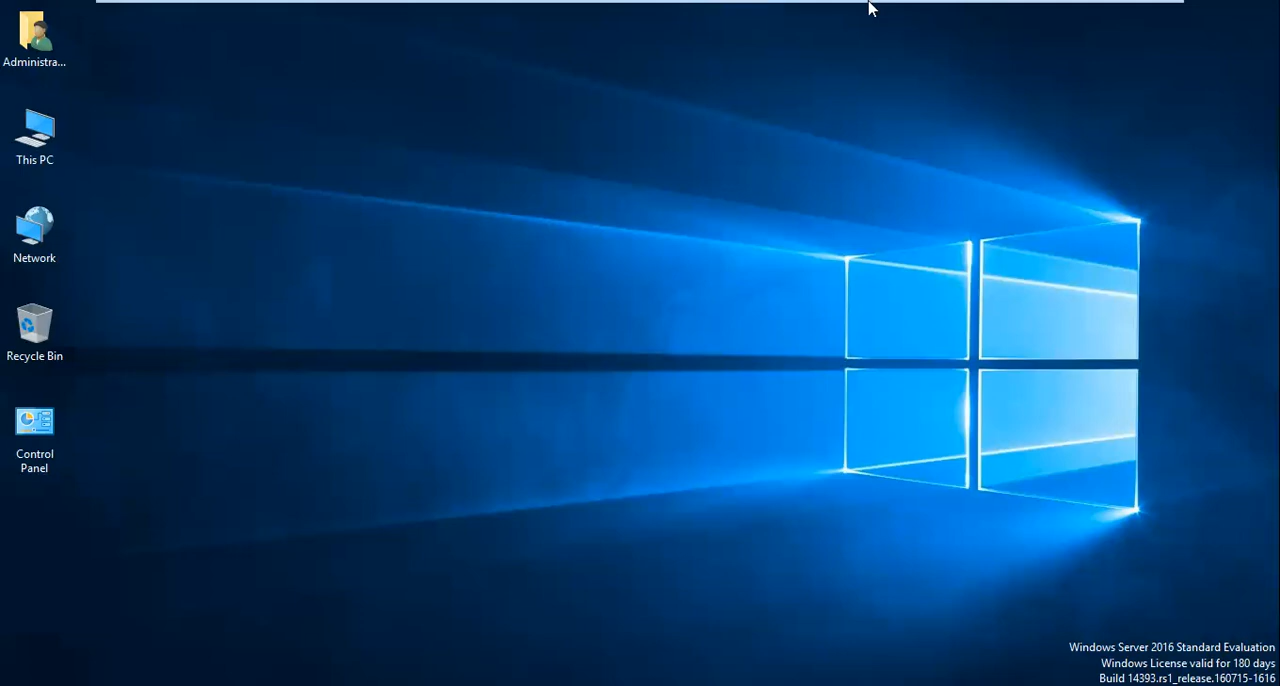 Administra...
This PC
Network
Recycle Bin
Control
Panel
Windows Server 2016 Standard Evaluation
Windows License valid for 180 days
Build 14393.rs1_release.160715-1616